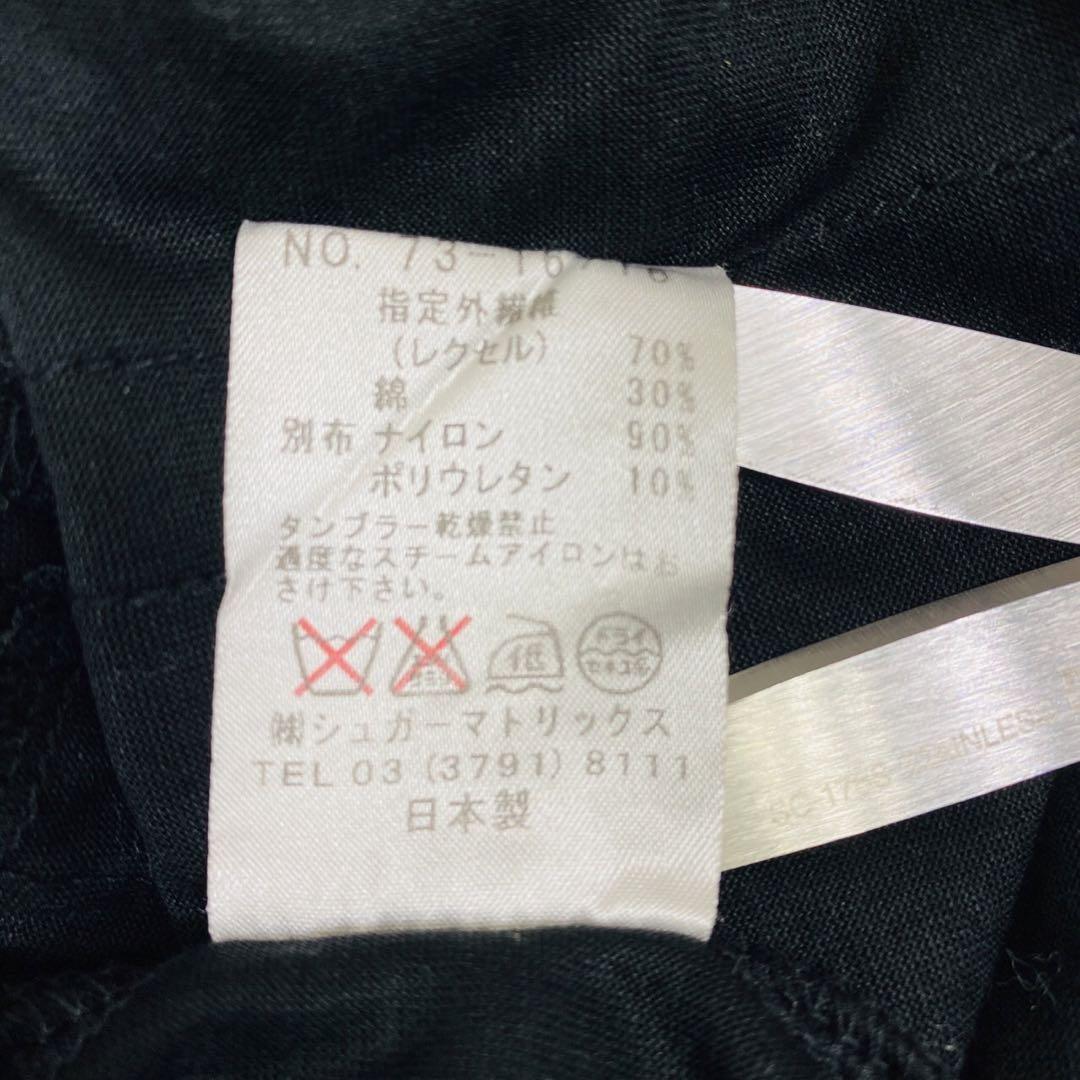 NO. 73-16716
指定外繊維
(レクセル) 70%
綿 30%
別布 ナイロン 90%
ポリウレタン 10%
タンブラー乾燥禁止
過度なスチームアイロンはお
さけ下さい。
低
ドライ
セキユ系
㈱シュガーマトリックス
TEL 03 (3791) 8111
日本製
STAINLESS